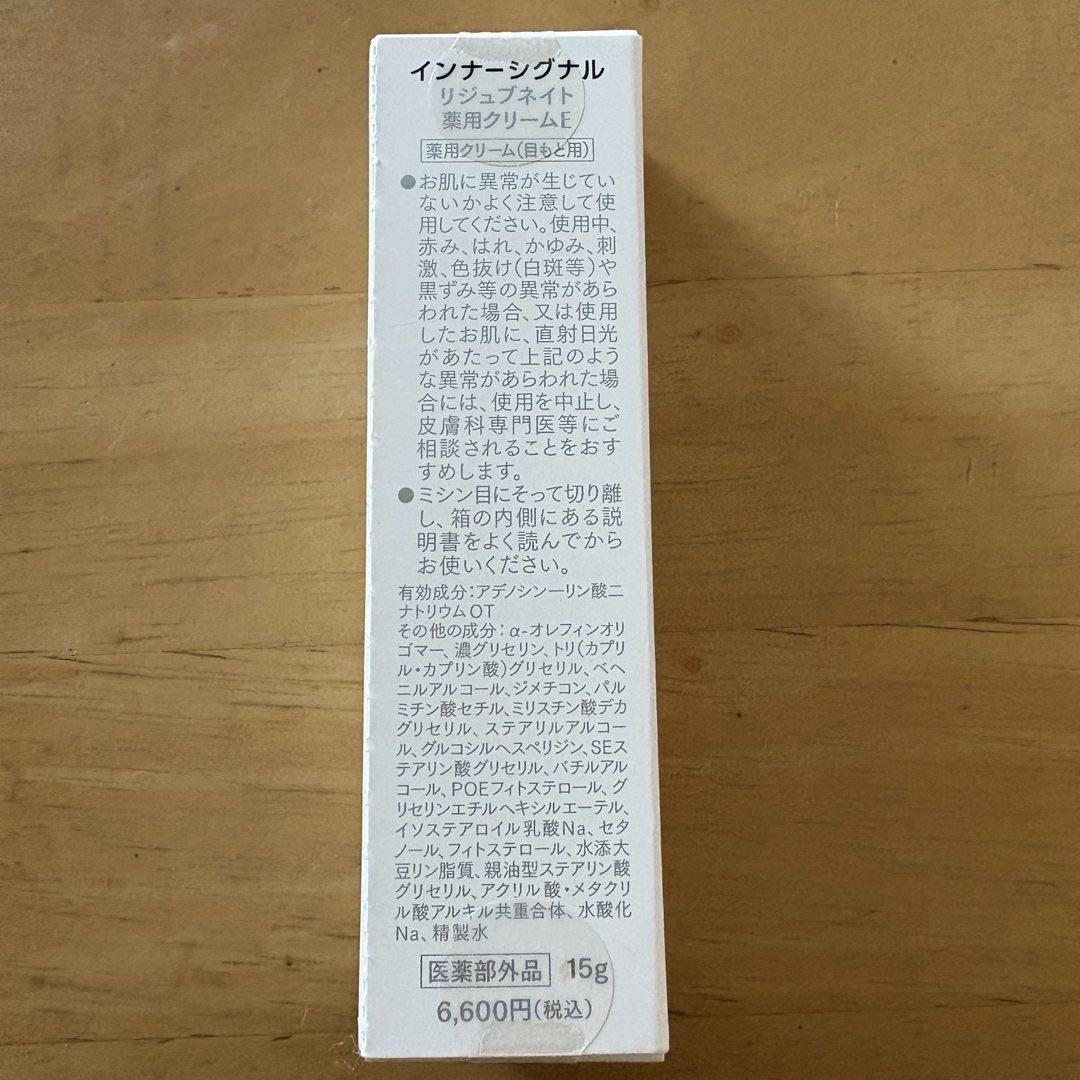 インナーシグナル
リジュブネイト
薬用クリームE
薬用クリーム(目もと用)
●お肌に異常が生じてい
ないかよく注意して使
用してください。使用中、
赤み、はれ、かゆみ、刺
激、色抜け(白斑等)や
黒ずみ等の異常があら
われた場合、又は使用
したお肌に、直射日光
があたって上記のよう
な異常があらわれた場
合には、使用を中止し、
皮膚科専門医等にご
相談されることをおす
すめします。
●ミシン目にそって切り離
し、箱の内側にある説
明書をよく読んでから
お使いください。
有効成分:アデノシン一リン酸二
ナトリウムOT
その他の成分:α-オレフィンオリ
ゴマー、濃グリセリン、トリ(カプリ
ル・カプリン酸)グリセリル、ベヘ
ニルアルコール、ジメチコン、パル
ミチン酸セチル、ミリスチン酸デカ
グリセリル、ステアリルアルコー
ル、グルコシルヘスペリジン、SEス
テアリン酸グリセリル、バチルアル
コール、POEフィトステロール、グ
リセリンエチルヘキシルエーテル、
イソステアロイル乳酸Na、セタ
ノール、フィトステロール、水添大
豆リン脂質、親油型ステアリン酸
グリセリル、アクリル酸・メタクリ
ル酸アルキル共重合体、水酸化
Na、精製水
医薬部外品 15g
6,600円(税込)